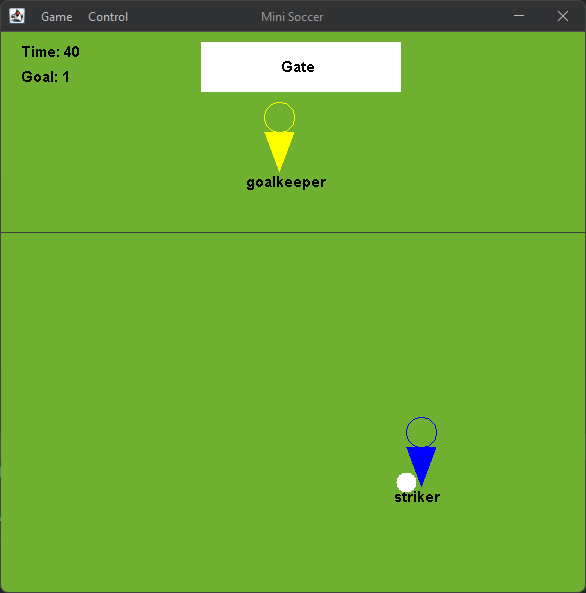 Game Control Mini Soccer
Time: 40
Goal: 1
Gate
goalkeeper
striker